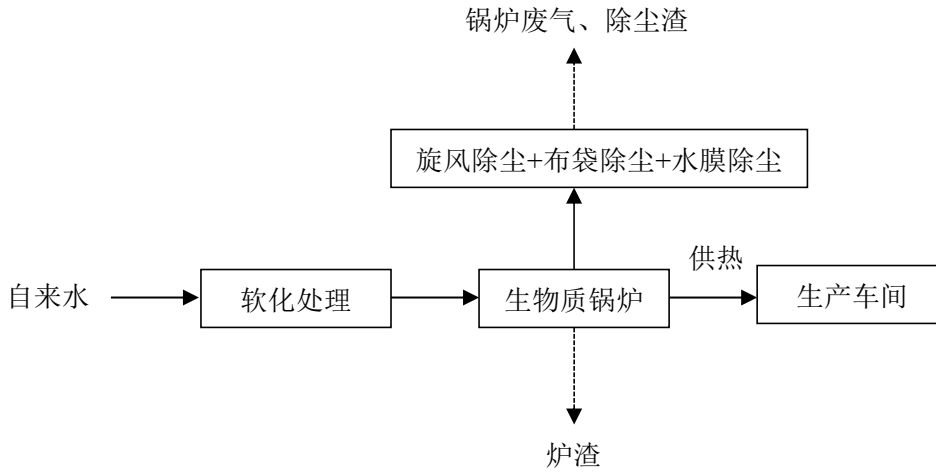 锅炉废气、除尘渣
旋风除尘+布袋除尘+水膜除尘
供热
自来水
软化处理
生物质锅炉
生产车间
炉渣